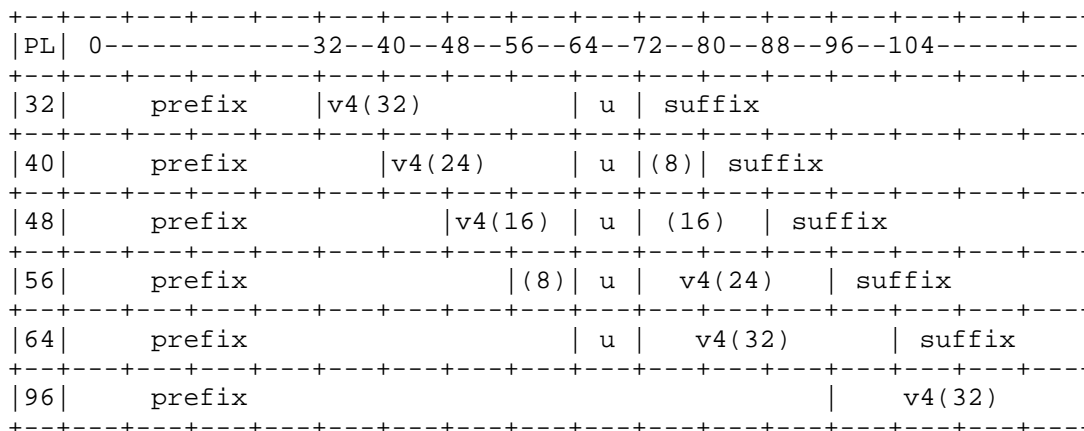 +--+---+---+---+---+---+---+---+---+---+---+---+---+---+---+---+---
|PL| 0-------------32--40--48--56--64--72--80--88--96--104---------
+--+---+---+---+---+---+---+---+---+---+---+---+---+---+---+---+---
|32|     prefix    |v4(32)         | u | suffix
+--+---+---+---+---+---+---+---+---+---+---+---+---+---+---+---+---
|40|     prefix        |v4(24)     | u |(8)| suffix
+--+---+---+---+---+---+---+---+---+---+---+---+---+---+---+---+---
|48|     prefix            |v4(16) | u | (16)  | suffix
+--+---+---+---+---+---+---+---+---+---+---+---+---+---+---+---+---
|56|     prefix                |(8)| u |  v4(24)   | suffix
+--+---+---+---+---+---+---+---+---+---+---+---+---+---+---+---+---
|64|     prefix                    | u |   v4(32)      | suffix
+--+---+---+---+---+---+---+---+---+---+---+---+---+---+---+---+---
|96|     prefix                                    |    v4(32)
+--+---+---+---+---+---+---+---+---+---+---+---+---+---+---+---+---